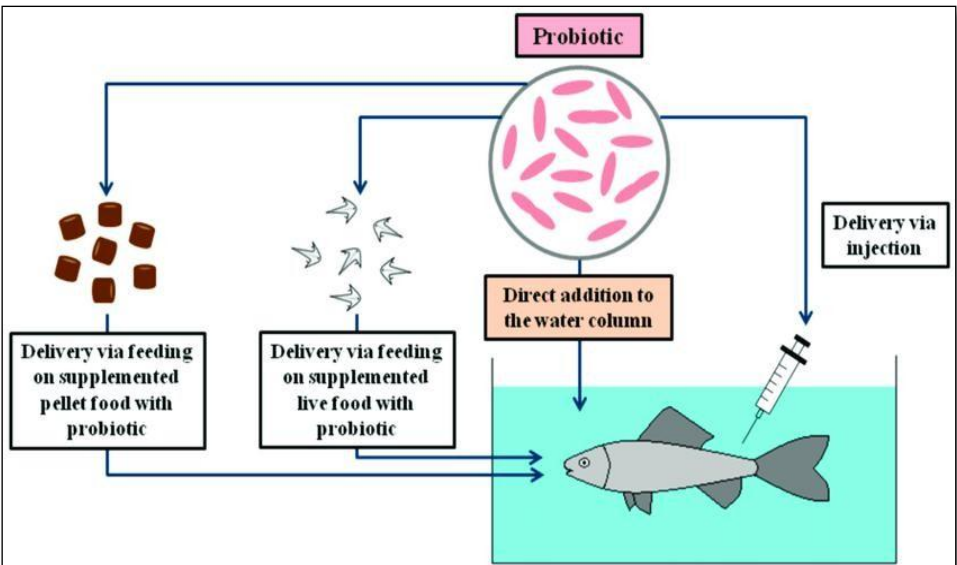 Probiotic
Delivery via
injection
Direct addition to
the water column
Delivery via feeding
on supplemented
pellet food with
probiotic
Delivery via feeding
on supplemented
live food with
probiotic